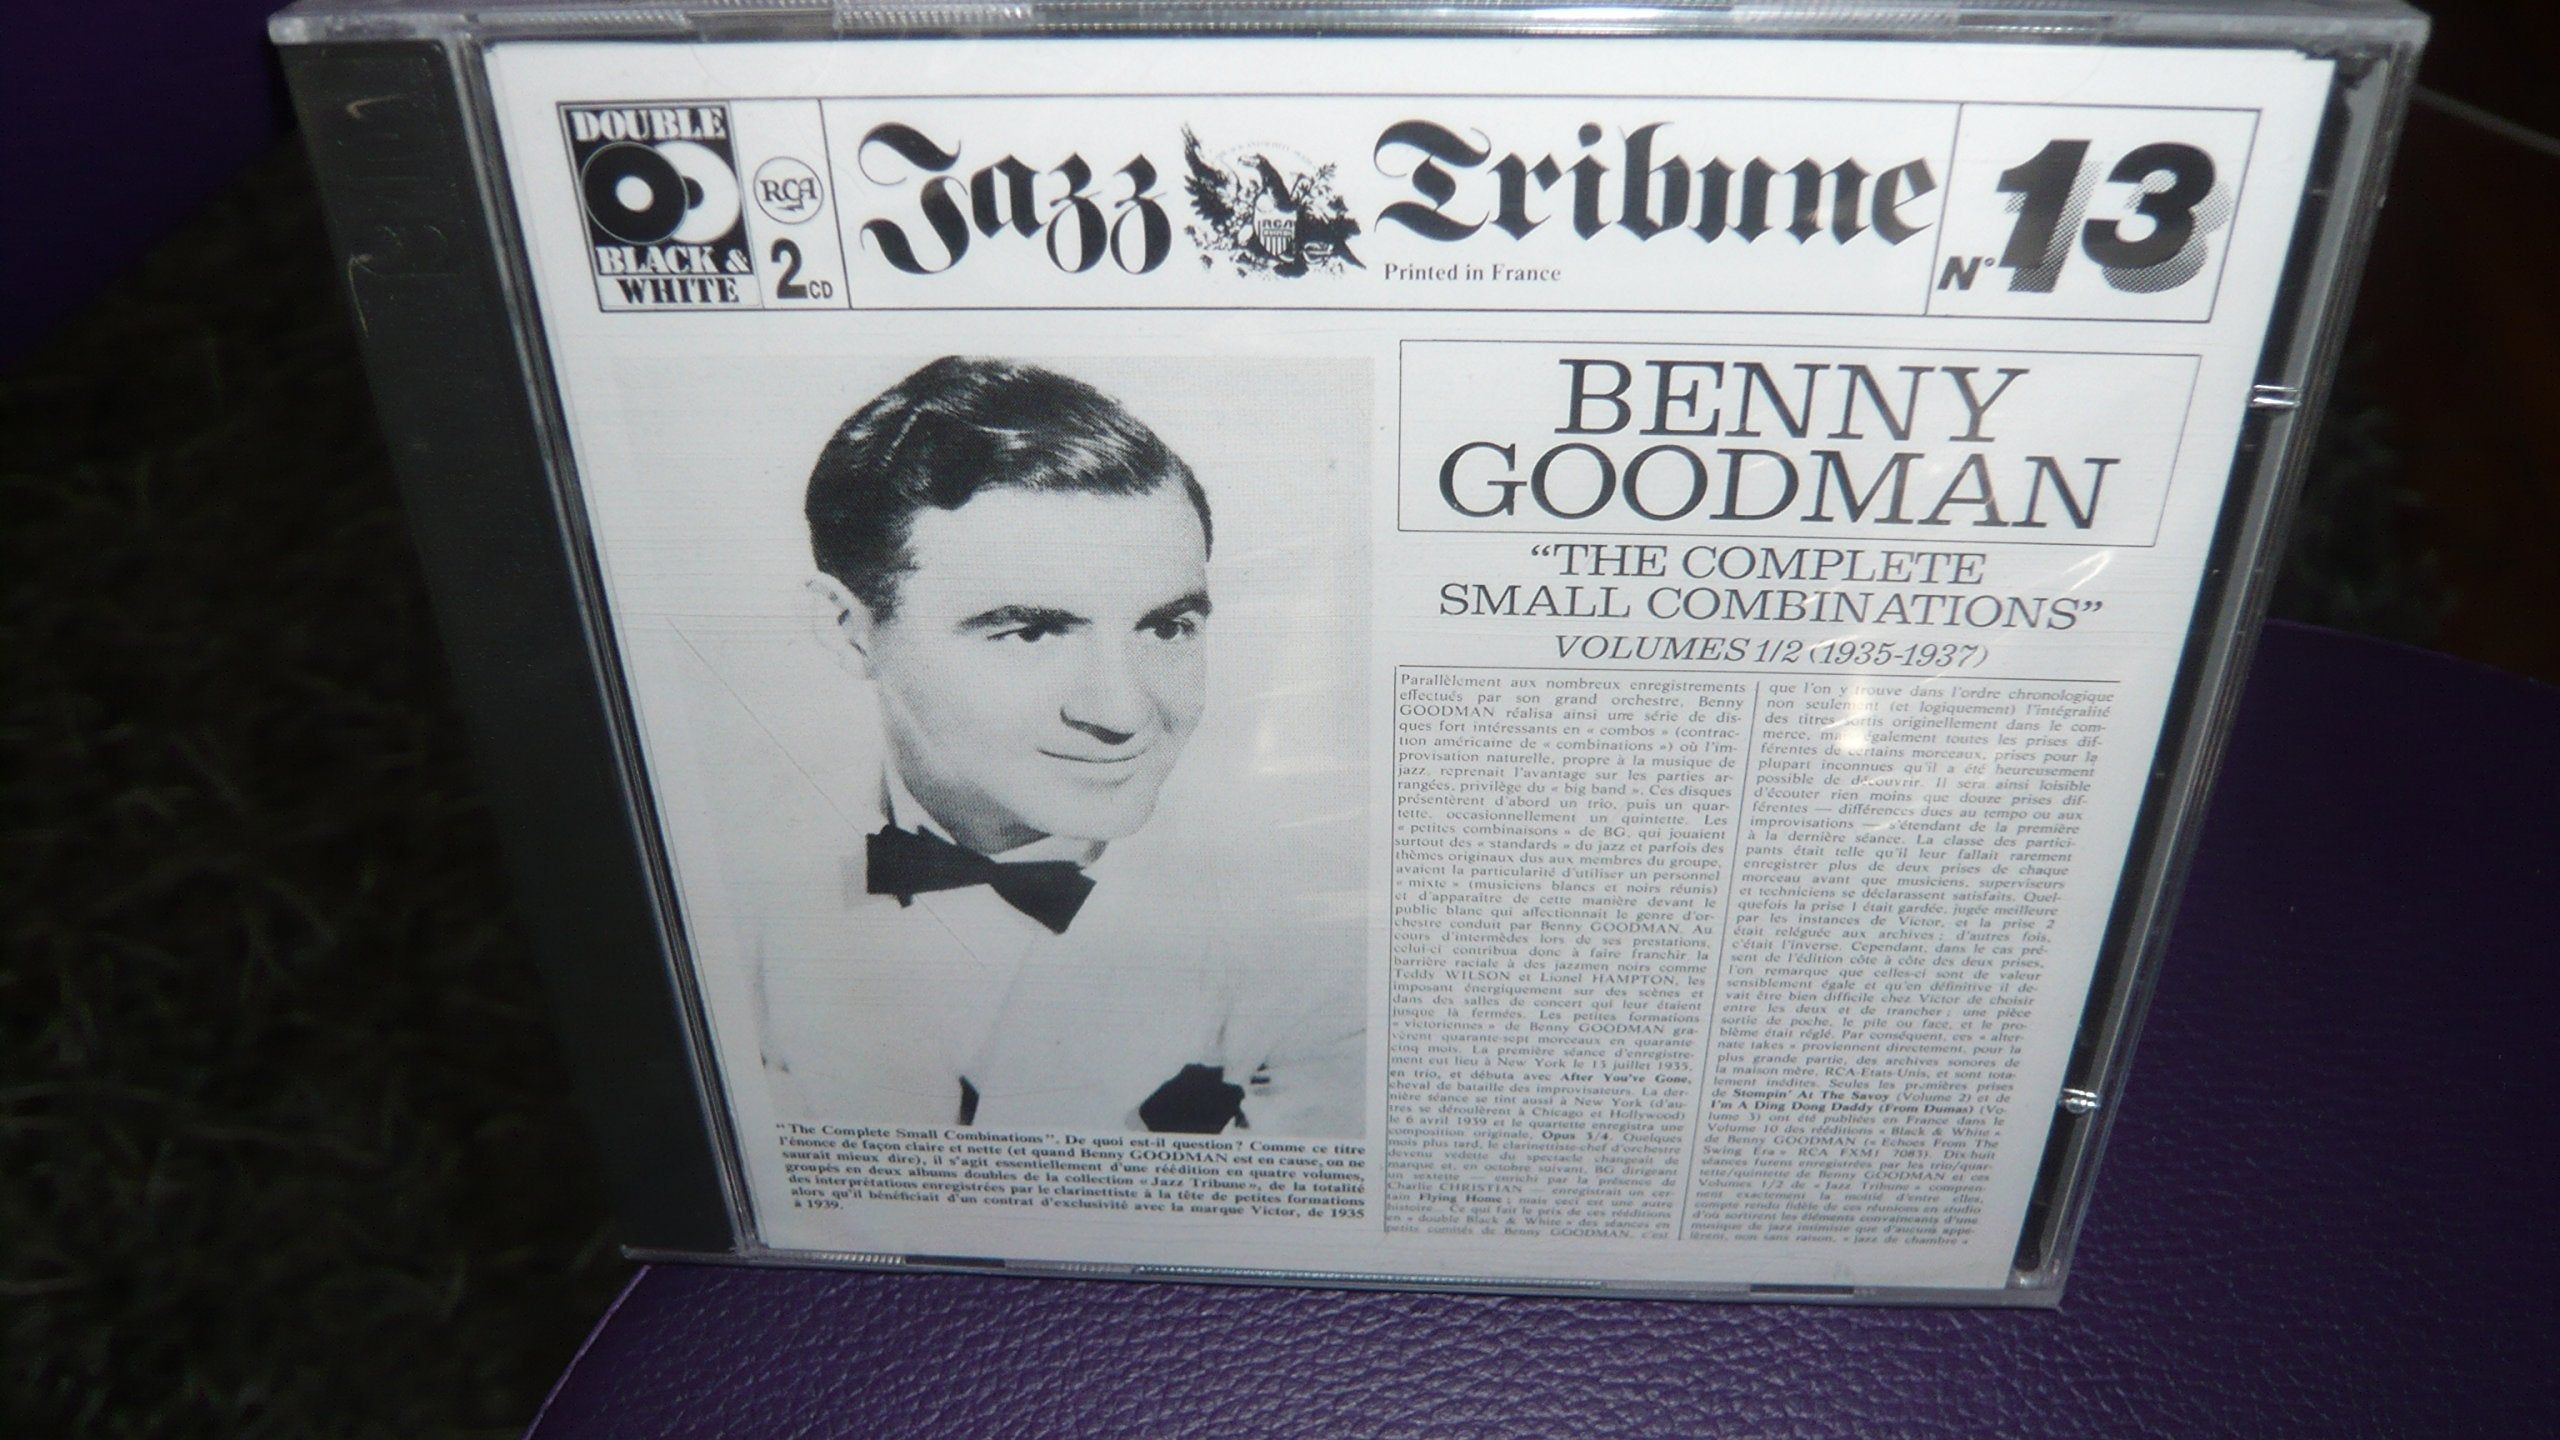 DOUBLE
BLACK &
WHITE
RCA
2CD
Jazz Tribune
RCA
Printed in France
N° 13
BENNY
GOODMAN
“THE COMPLETE
SMALL COMBINATIONS”
VOLUMES 1/2 (1935-1937)
"The Complete Small Combinations". De quoi est-il question ? Comme ce titre
l'énonce de façon claire et nette (et quand Benny GOODMAN est en cause, on ne
saurait mieux dire), il s'agit essentiellement d'une réédition en quatre volumes,
groupés en deux albums doubles de la collection « Jazz Tribune », de la totalité
des interprétations enregistrées par le clarinettiste à la tête de petites formations
alors qu'il bénéficiait d'un contrat d'exclusivité avec la marque Victor, de 1935
à 1939.
Parallèlement aux nombreux enregistrements
effectués par son grand orchestre, Benny
GOODMAN réalisa ainsi une série de dis-
ques fort intéressants en « combos » (contrac-
tion américaine de « combinations ») où l'im-
provisation naturelle, propre à la musique de
jazz, reprenait l'avantage sur les parties ar-
rangées, privilège du « big band ». Ces disques
présentèrent d'abord un trio, puis un quar-
tette, occasionnellement un quintette. Les
« petites combinaisons » de BG, qui jouaient
surtout des « standards » du jazz et parfois des
thèmes originaux dus aux membres du groupe,
avaient la particularité d'utiliser un personnel
« mixte » (musiciens blancs et noirs réunis)
et d'apparaître de cette manière devant le
public blanc qui affectionnait le genre d'or-
chestre conduit par Benny GOODMAN. Au
cours d'intermèdes lors de ses prestations,
celui-ci contribua donc à faire franchir la
barrière raciale à des jazzmen noirs comme
Teddy WILSON et Lionel HAMPTON, les
imposant énergiquement sur des scènes et
dans des salles de concert qui leur étaient
jusque là fermées. Les petites formations
« victoriennes » de Benny GOODMAN gra-
vèrent quarante-sept morceaux en quarante-
cinq mois. La première séance d'enregistre-
ment eut lieu à New York le 13 juillet 1935,
en trio, et débuta avec After You've Gone,
cheval de bataille des improvisateurs. La der-
nière séance se tint aussi à New York (d'au-
tres se déroulèrent à Chicago et Hollywood)
le 6 avril 1939 et le quartette enregistra une
composition originale, Opus 3/4. Quelques
mois plus tard, le clarinettiste-chef d'orchestre
devenu vedette du spectacle changeait de
marque et, en octobre suivant, BG dirigeant
un sextette — enrichi par la présence de
Charlie CHRISTIAN — enregistrait un cer-
tain Flying Home ; mais ceci est une autre
histoire... Ce qui fait le prix de ces rééditions
en « double Black & White » des séances en
petits comités de Benny GOODMAN, c'est
que l'on y trouve dans l'ordre chronologique
non seulement (et logiquement) l'intégralité
des titres sortis originellement dans le com-
merce, mais également toutes les prises dif-
férentes de certains morceaux, prises pour la
plupart inconnues qu'il a été heureusement
possible de découvrir. Il sera ainsi loisible
d'écouter rien moins que douze prises dif-
férentes — différences dues au tempo ou aux
improvisations — s'étendant de la première
à la dernière séance. La classe des partici-
pants était telle qu'il leur fallait rarement
enregistrer plus de deux prises de chaque
morceau avant que musiciens, superviseurs
et techniciens se déclarassent satisfaits. Quel-
quefois la prise 1 était gardée, jugée meilleure
par les instances de Victor, et la prise 2
était reléguée aux archives ; d'autres fois,
c'était l'inverse. Cependant, dans le cas pré-
sent de l'édition côte à côte des deux prises,
l'on remarque que celles-ci sont de valeur
sensiblement égale et qu'en définitive il de-
vait être bien difficile chez Victor de choisir
entre les deux et de trancher ; une pièce
sortie de poche, le pile ou face, et le pro-
blème était réglé. Par conséquent, ces « alter-
nate takes » proviennent directement, pour la
plus grande partie, des archives sonores de
la maison mère, RCA-Etats-Unis, et sont tota-
lement inédites. Seules les premières prises
de Stompin' At The Savoy (Volume 2) et de
I'm A Ding Dong Daddy (From Dumas) (Vo-
lume 3) ont été publiées en France dans le
Volume 10 des rééditions « Black & White »
de Benny GOODMAN (« Echoes From The
Swing Era » RCA FXM1 7083). Dix-huit
séances furent enregistrées par les trio/quar-
tette/quintette de Benny GOODMAN et ces
Volumes 1/2 de « Jazz Tribune » compren-
nent exactement la moitié d'entre elles,
compte rendu fidèle de ces réunions en studio
d'où sortirent les éléments convaincants d'une
musique de jazz intimiste que d'aucuns appe-
lèrent, non sans raison, « jazz de chambre ».